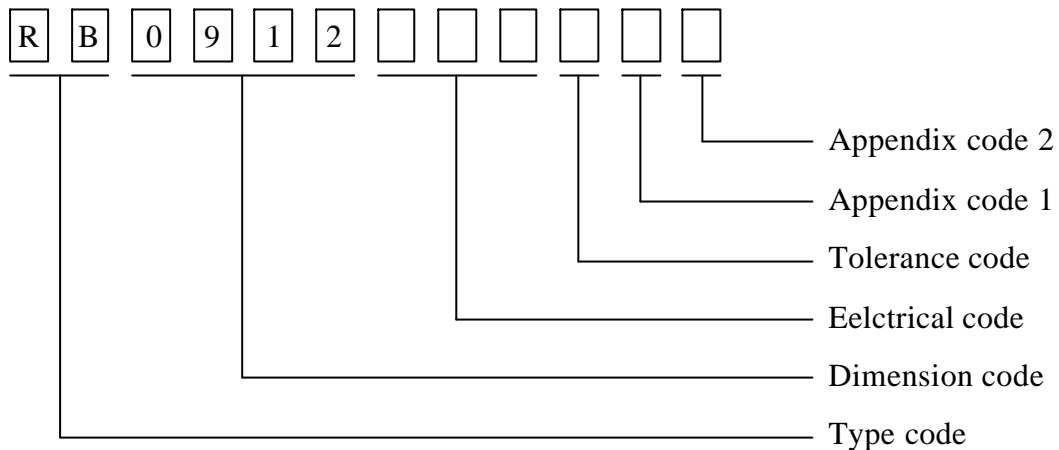 R B 0 9 1 2
Appendix code 2
Appendix code 1
Tolerance code
Eelctrical code
Dimension code
Type code